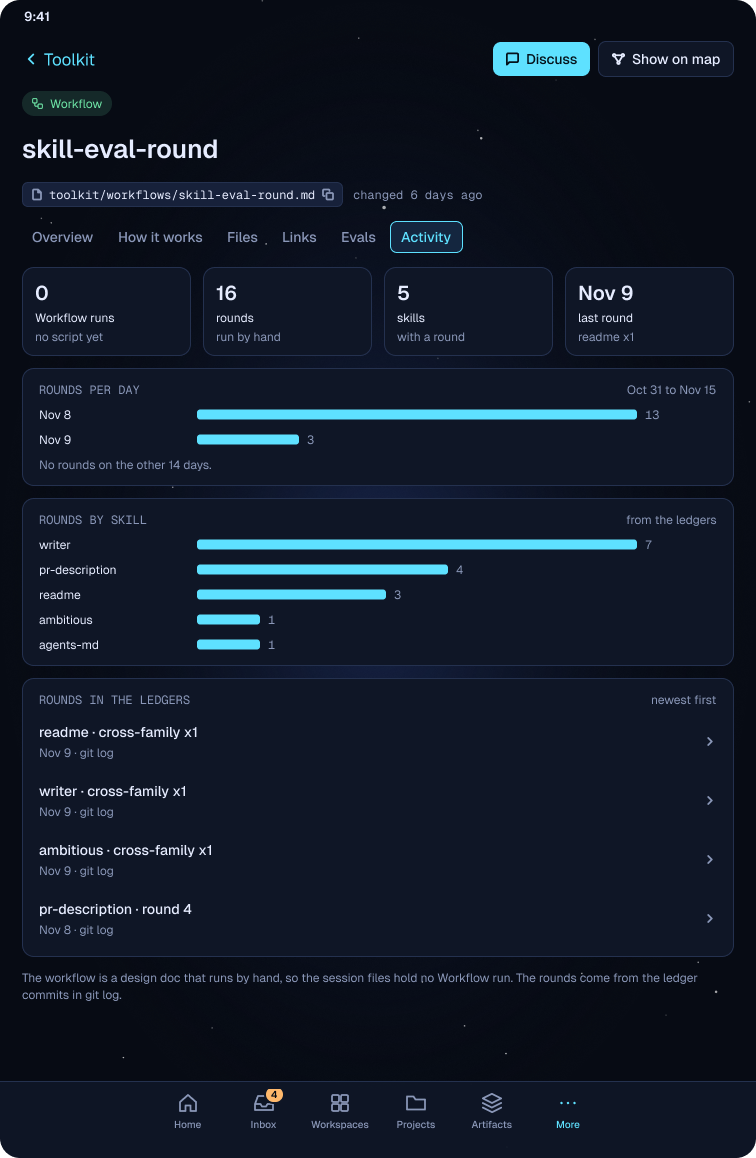 9:41
Toolkit
Discuss
Show on map
Workflow
skill-eval-round
toolkit/workflows/skill-eval-round.md
changed 6 days ago
Overview
How it works
Files
Links
Evals
Activity
0
Workflow runs
no script yet
16
rounds
run by hand
5
skills
with a round
Nov 9
last round
readme x1
ROUNDS PER DAY
Oct 31 to Nov 15
Nov 8
13
Nov 9
3
No rounds on the other 14 days.
ROUNDS BY SKILL
from the ledgers
writer
7
pr-description
4
readme
3
ambitious
1
agents-md
1
ROUNDS IN THE LEDGERS
newest first
readme · cross-family x1
Nov 9 · git log
writer · cross-family x1
Nov 9 · git log
ambitious · cross-family x1
Nov 9 · git log
pr-description · round 4
Nov 8 · git log
The workflow is a design doc that runs by hand, so the session files hold no Workflow run. The rounds come from the ledger
commits in git log.
4
Home
Inbox
Workspaces
Projects
Artifacts
More